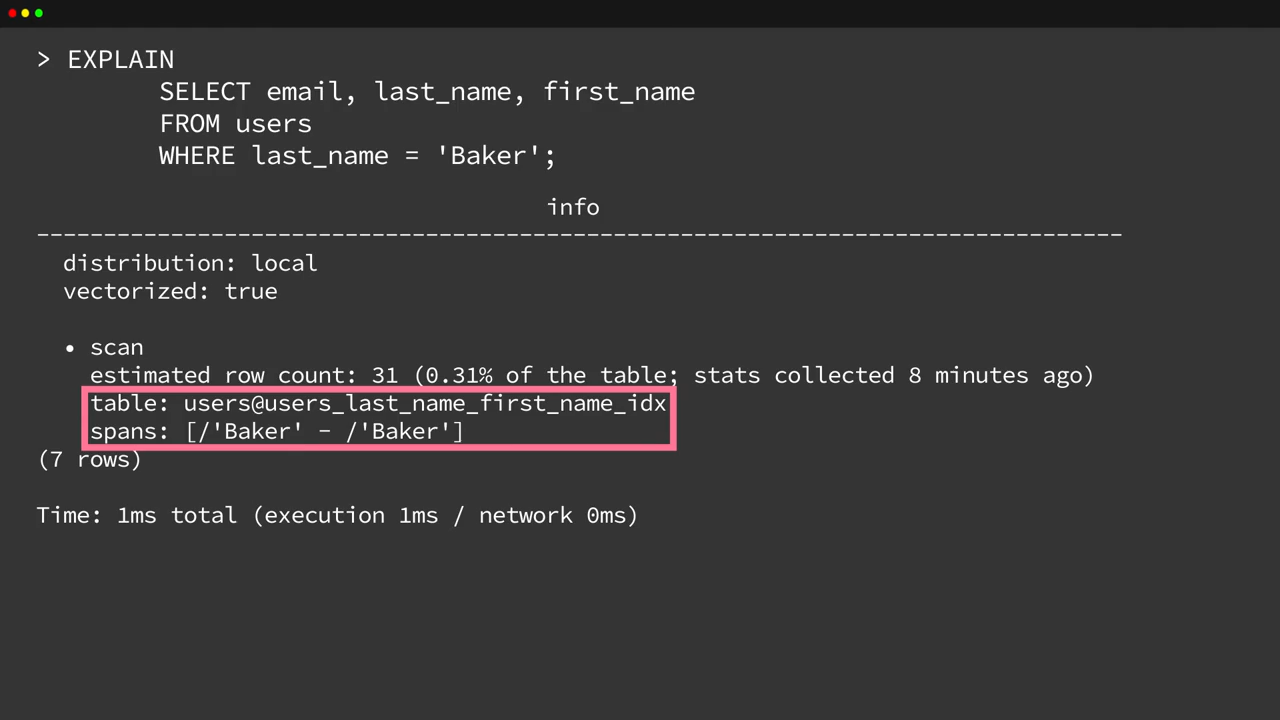 > EXPLAIN
SELECT email, last_name, first_name
FROM users
WHERE last_name = 'Baker';
info
---------------------------------------------------------------------------------
distribution: local
vectorized: true
• scan
estimated row count: 31 (0.31% of the table; stats collected 8 minutes ago)
table: users@users_last_name_first_name_idx
spans: [/'Baker' - /'Baker']
(7 rows)
Time: 1ms total (execution 1ms / network 0ms)